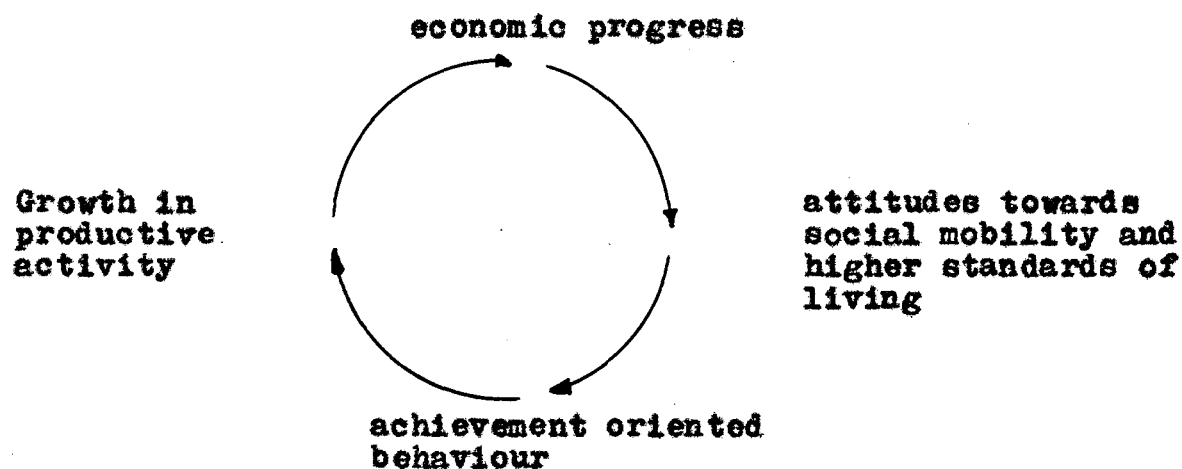 economic progress
Growth in
productive
activity
attitudes towards
social mobility and
higher standards of
living
achievement oriented
behaviour